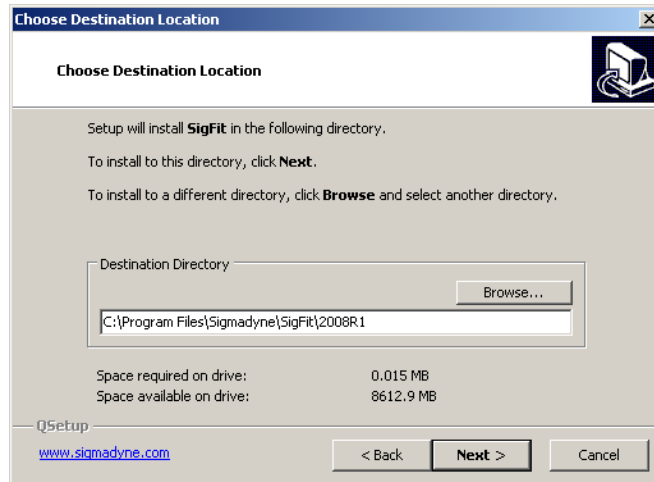 Choose Destination Location
Choose Destination Location
Setup will install SigFit in the following directory.
To install to this directory, click Next.
To install to a different directory, click Browse and select another directory.
Destination Directory
Browse...
C:\Program Files\Sigmadyne\SigFit\2008R1
Space required on drive: 0.015 MB
Space available on drive: 8612.9 MB
QSetup
www.sigmadyne.com < Back Next > Cancel